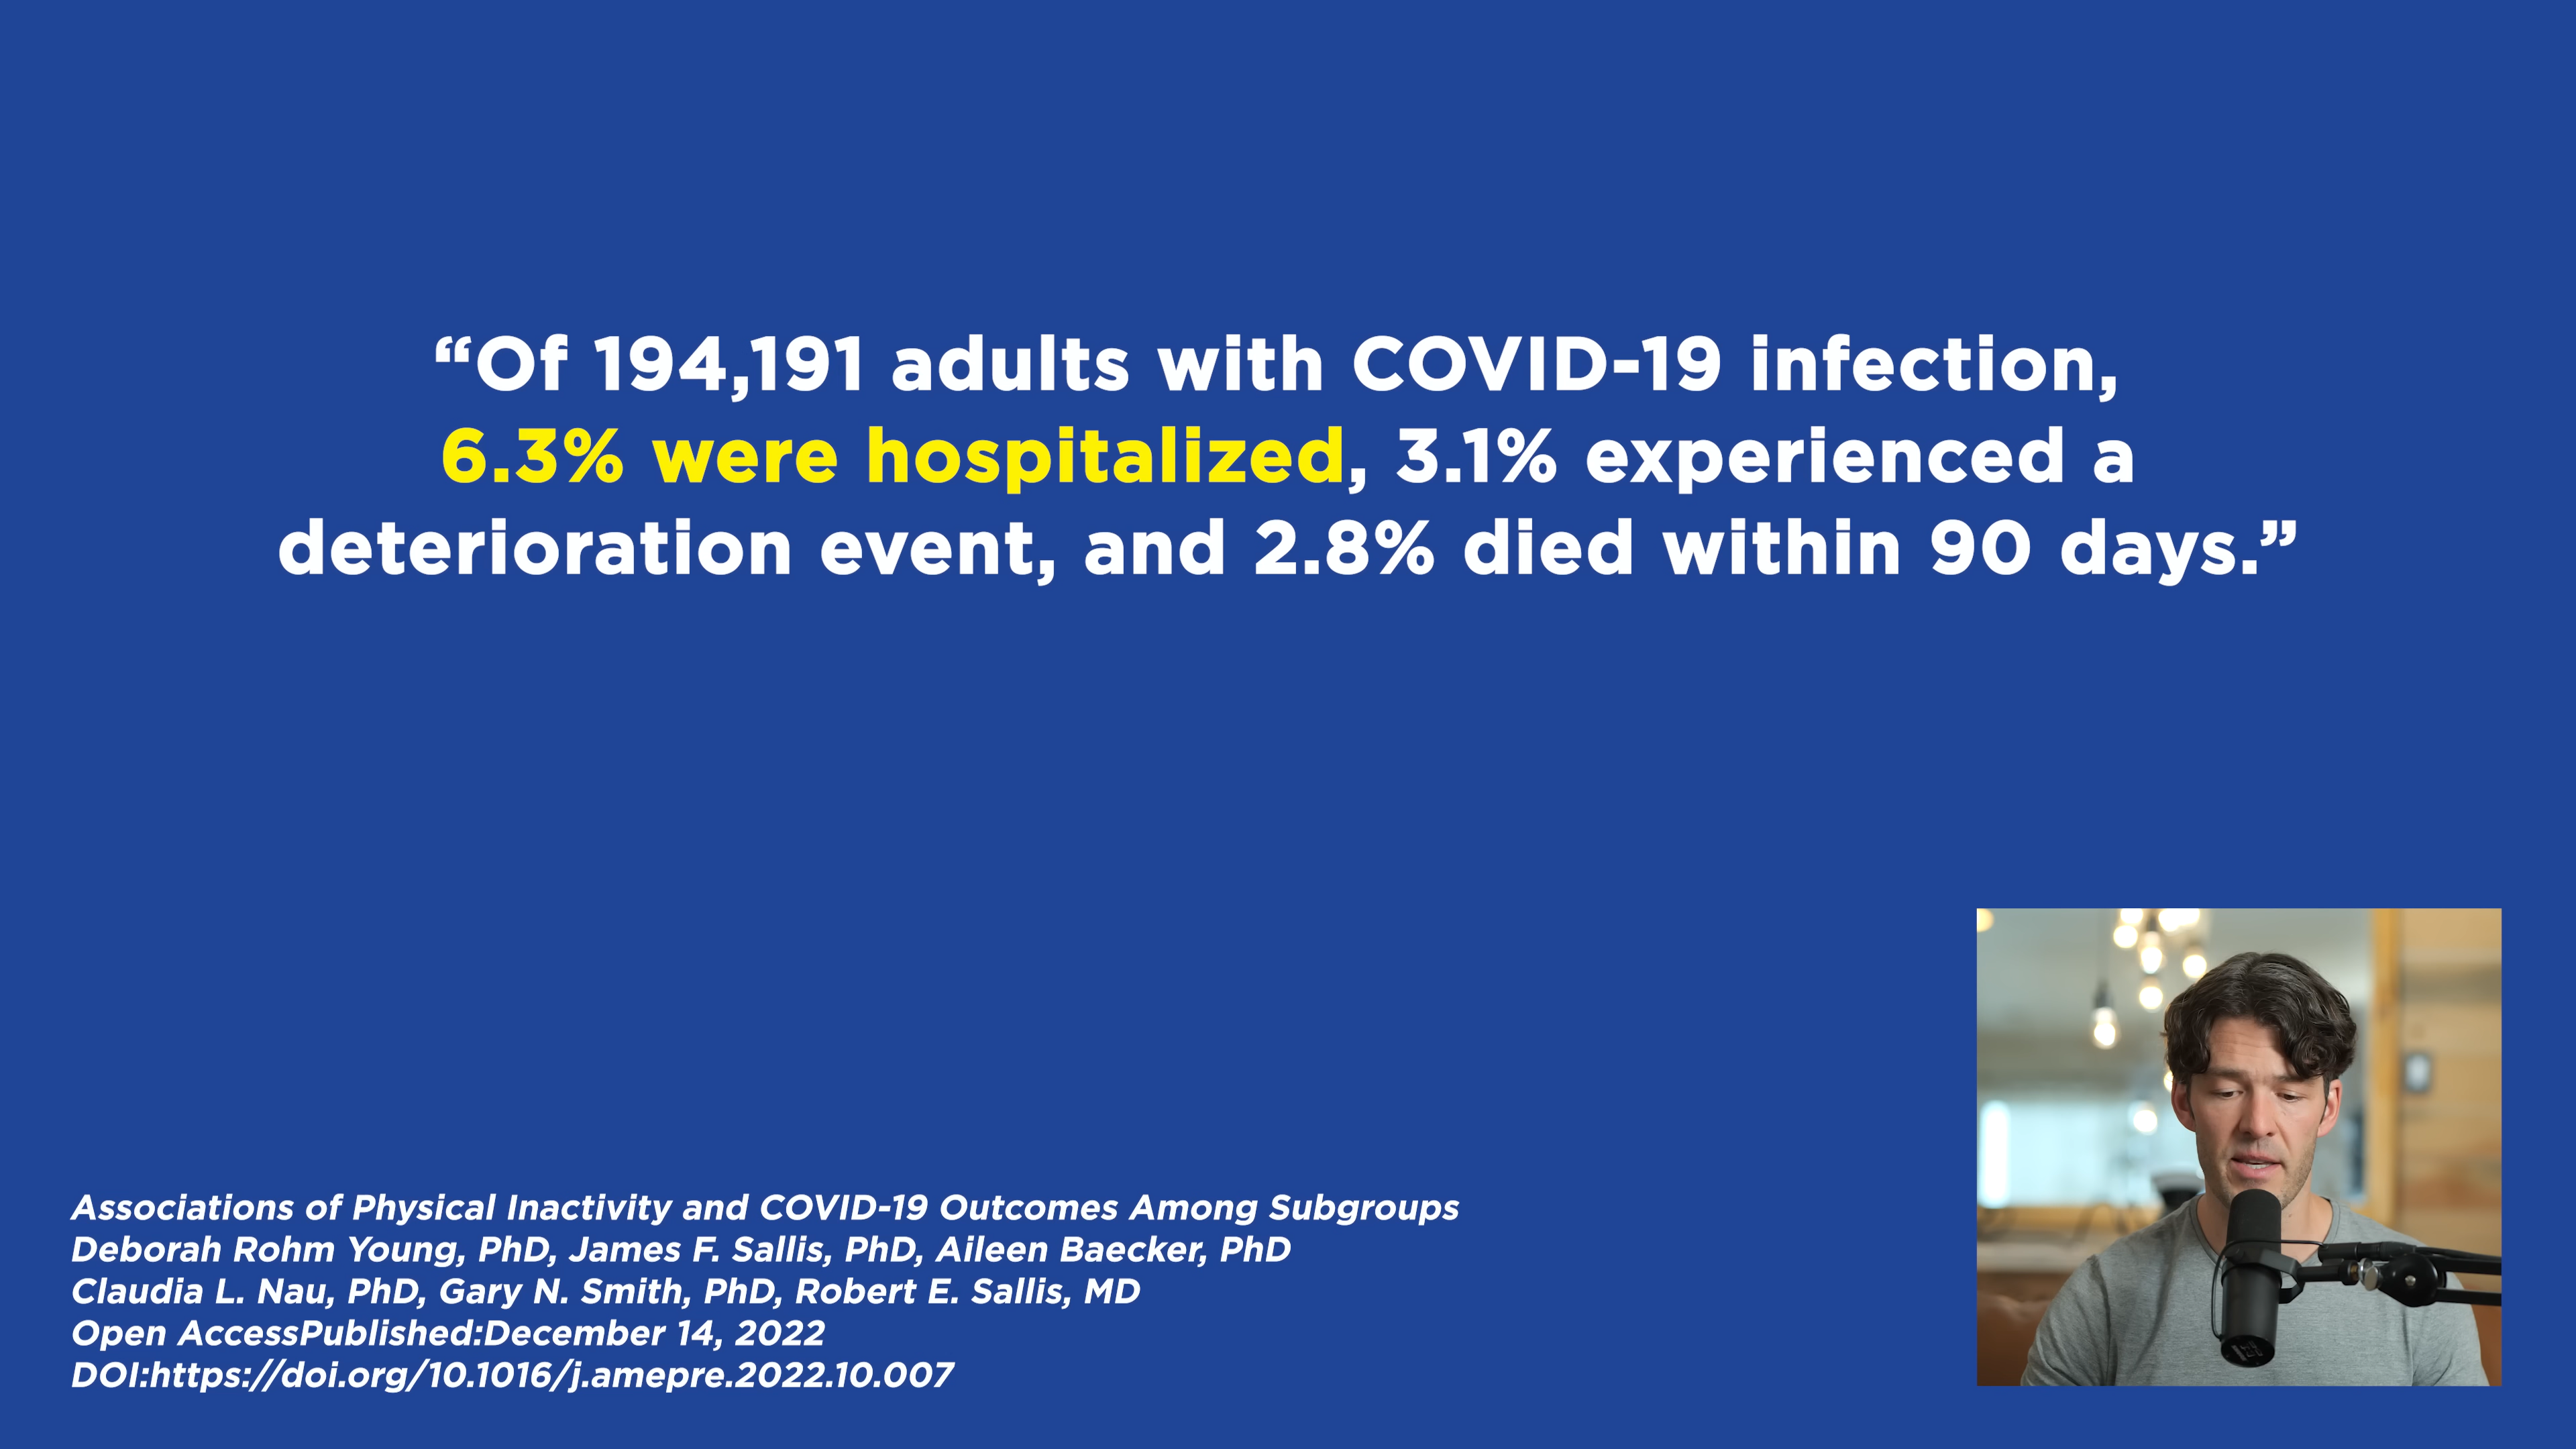 “Of 194,191 adults with COVID-19 infection,
6.3% were hospitalized, 3.1% experienced a
deterioration event, and 2.8% died within 90 days.”
Associations of Physical Inactivity and COVID-19 Outcomes Among Subgroups
Deborah Rohm Young, PhD, James F. Sallis, PhD, Aileen Baecker, PhD
Claudia L. Nau, PhD, Gary N. Smith, PhD, Robert E. Sallis, MD
Open AccessPublished:December 14, 2022
DOI:https://doi.org/10.1016/j.amepre.2022.10.007